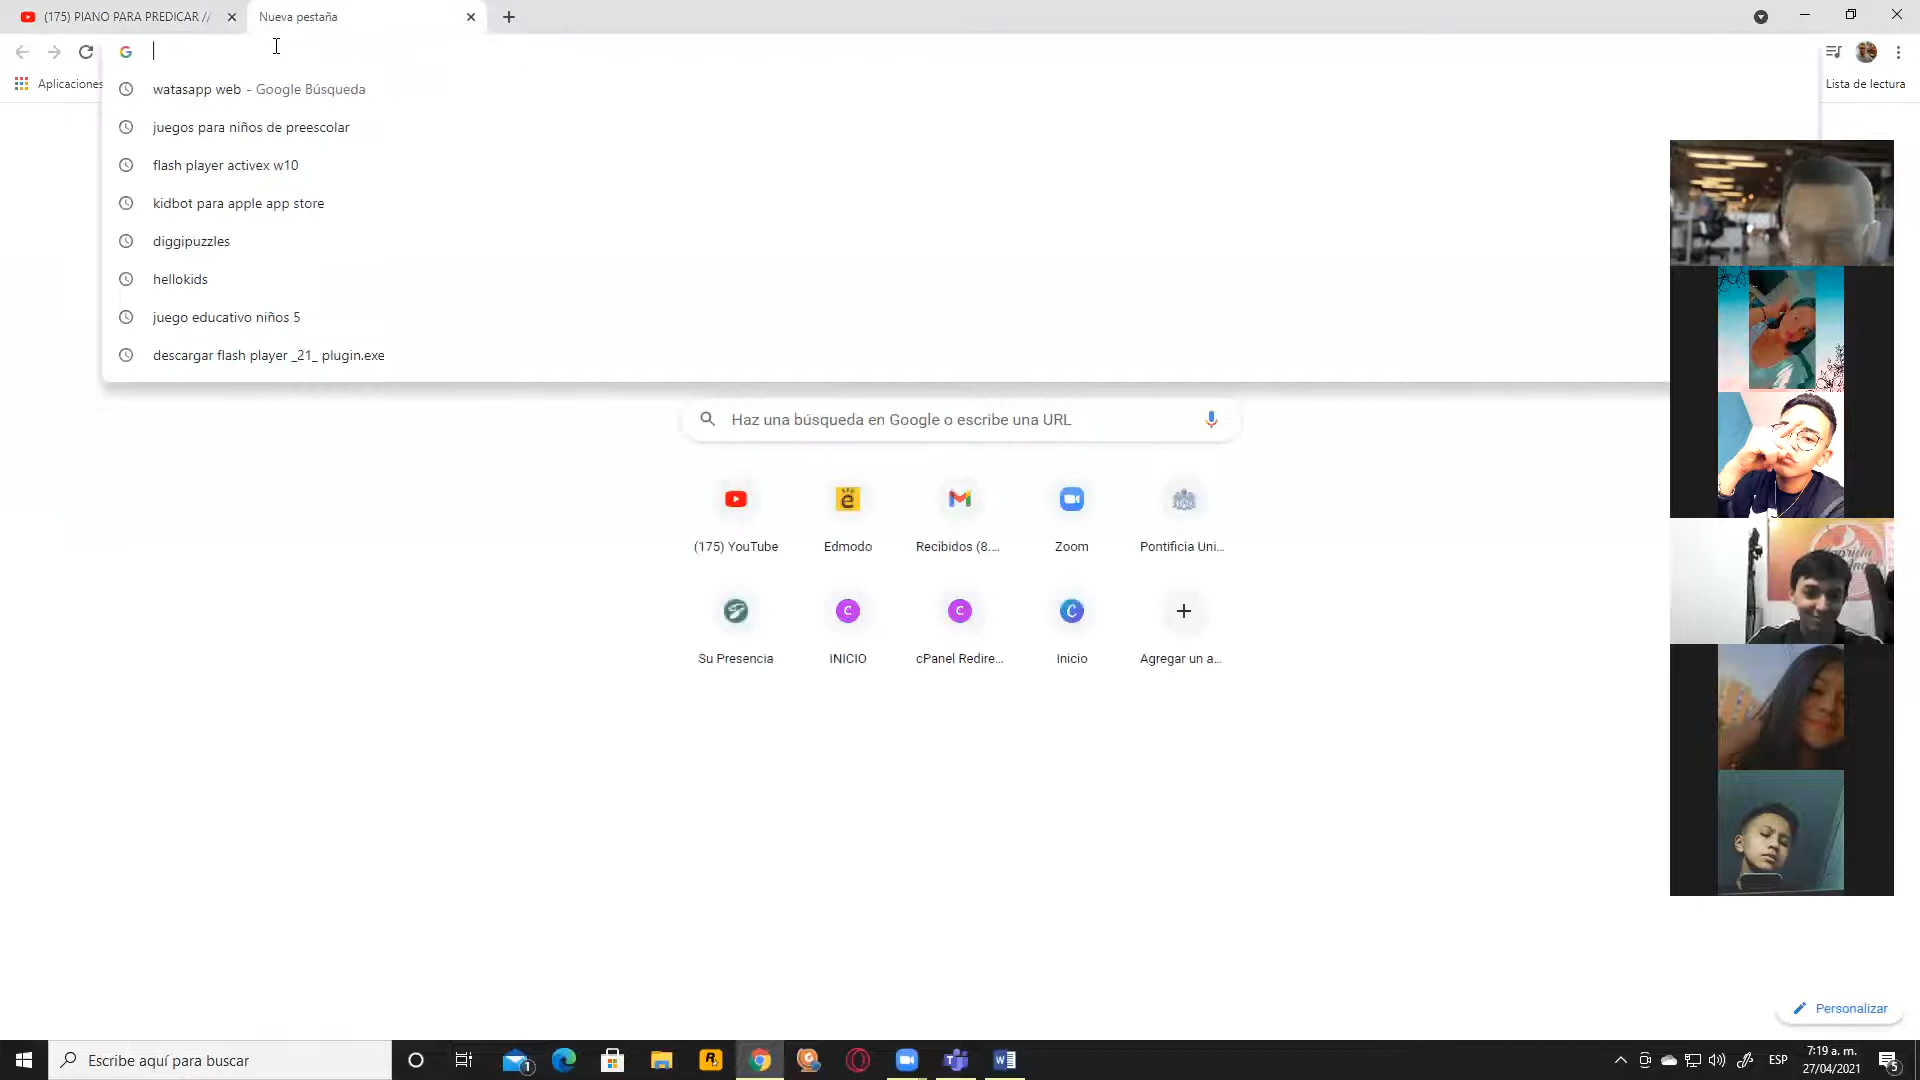 (175) PIANO PARA PREDICAR //
Nueva pestaña
Aplicaciones
Lista de lectura
watasapp web - Google Búsqueda
juegos para niños de preescolar
flash player activex w10
kidbot para apple app store
diggipuzzles
hellokids
juego educativo niños 5
descargar flash player _21_ plugin.exe
Haz una búsqueda en Google o escribe una URL
(175) YouTube
Edmodo
Recibidos (8....
Zoom
Pontificia Uni...
Su Presencia
INICIO
cPanel Redire...
Inicio
Agregar un a...
Personalizar
Escribe aquí para buscar
1
ESP
7:19 a. m.
27/04/2021
5